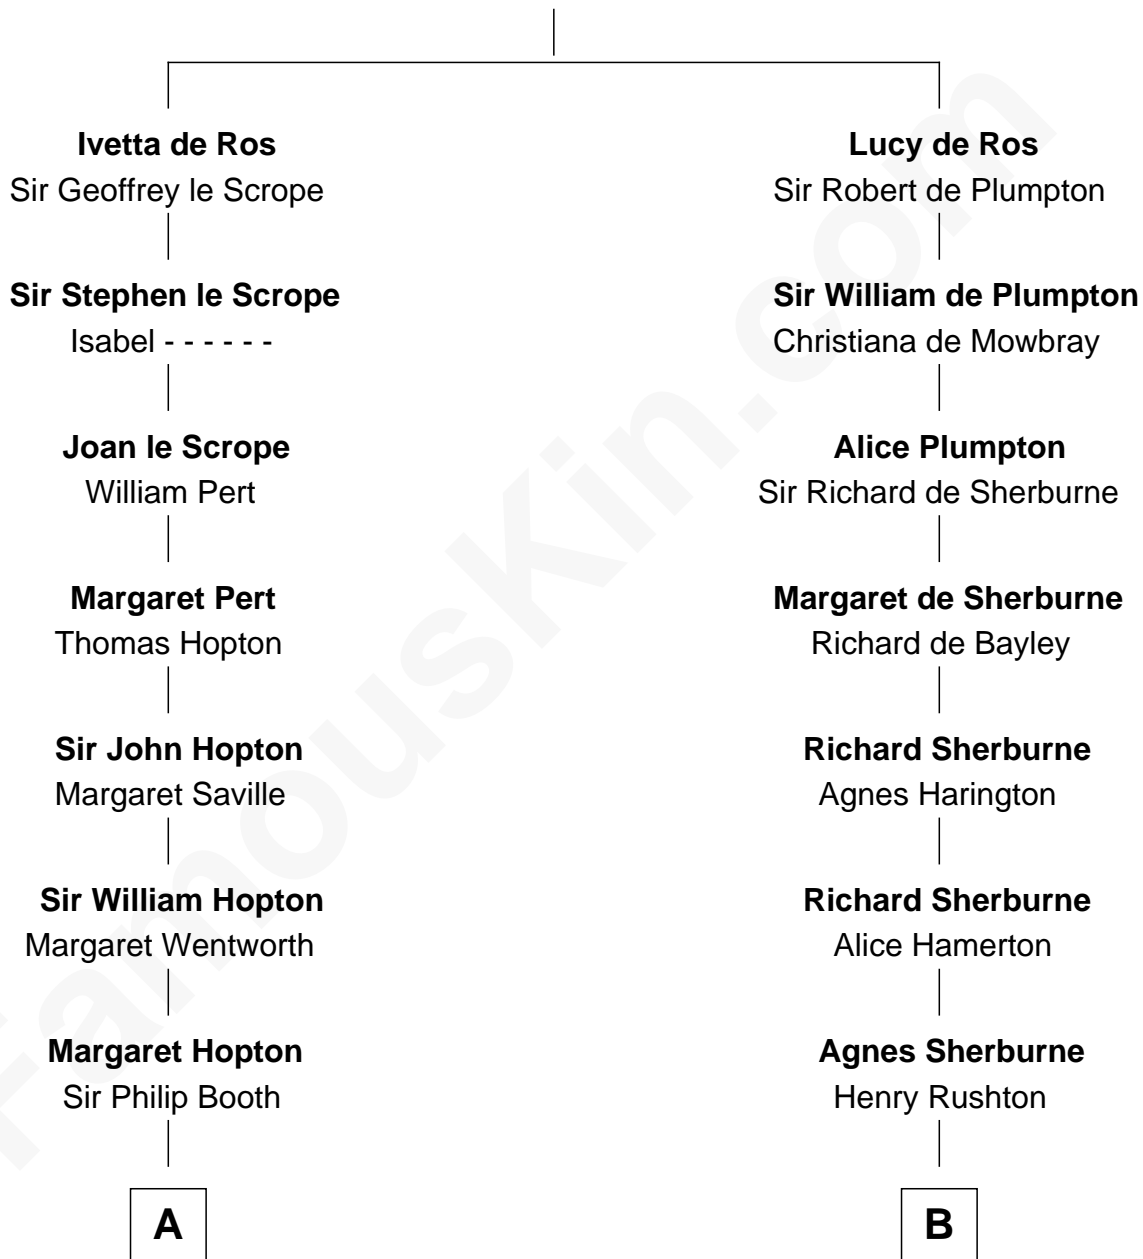 Ivetta de Ros
Sir Geoffrey le Scrope
Sir Stephen le Scrope
Isabel - - - - - -
Joan le Scrope
William Pert
Margaret Pert
Thomas Hopton
Sir John Hopton
Margaret Saville
Sir William Hopton
Margaret Wentworth
Margaret Hopton
Sir Philip Booth
A
Lucy de Ros
Sir Robert de Plumpton
Sir William de Plumpton
Christiana de Mowbray
Alice Plumpton
Sir Richard de Sherburne
Margaret de Sherburne
Richard de Bayley
Richard Sherburne
Agnes Harington
Richard Sherburne
Alice Hamerton
Agnes Sherburne
Henry Rushton
B
FamousKin.com